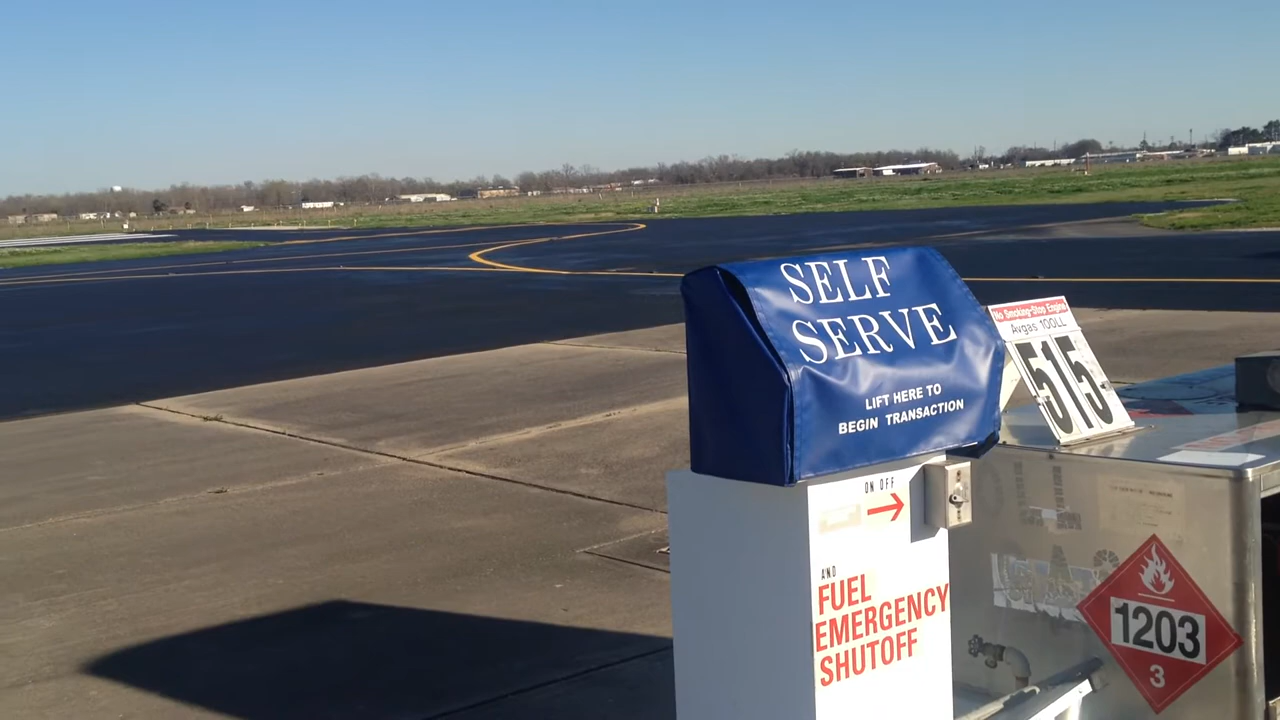 SELF
SERVE
LIFT HERE TO
BEGIN TRANSACTION
No Smoking-Stop Engine
Avgas 100LL
515
ON OFF
AND
FUEL
EMERGENCY
SHUTOFF
1203
3